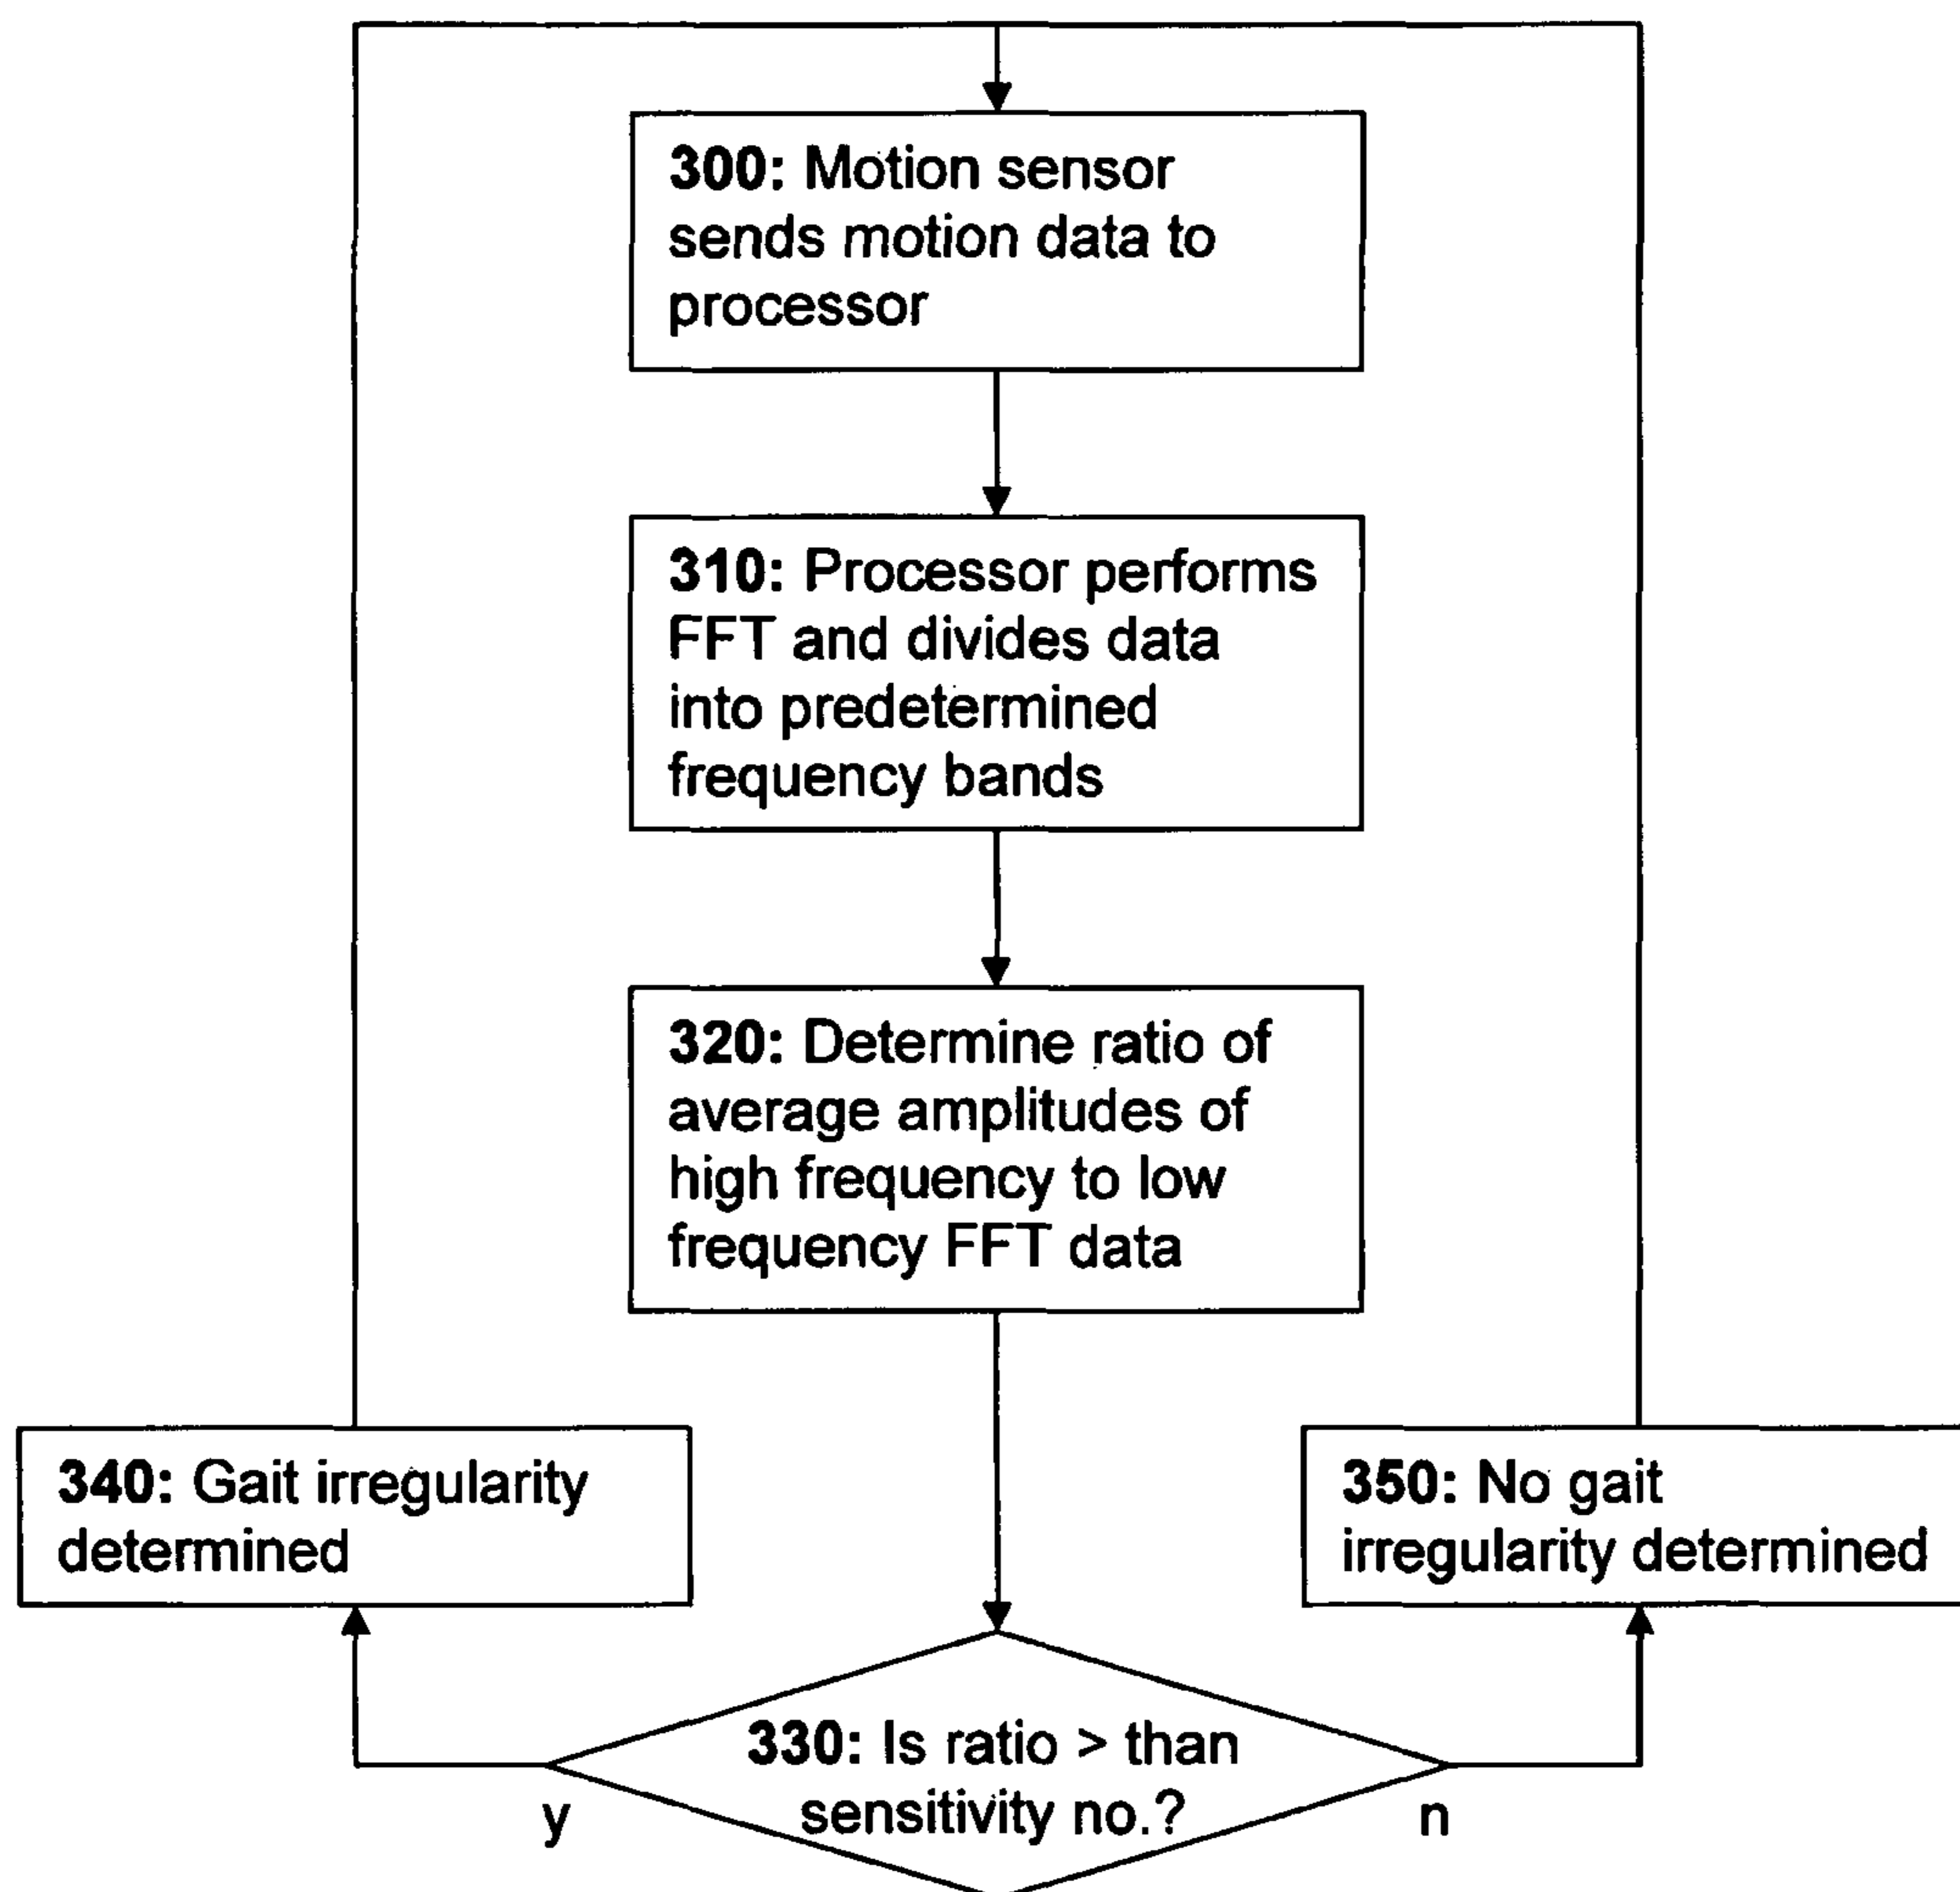 300: Motion sensor
sends motion data to
processor
310: Processor performs
FFT and divides data
into predetermined
frequency bands
320: Determine ratio of
average amplitudes of
high frequency to low
frequency FFT data
340: Gait irregularity
determined
350: No gait
irregularity determined
330: Is ratio > than
sensitivity no.?
y
n